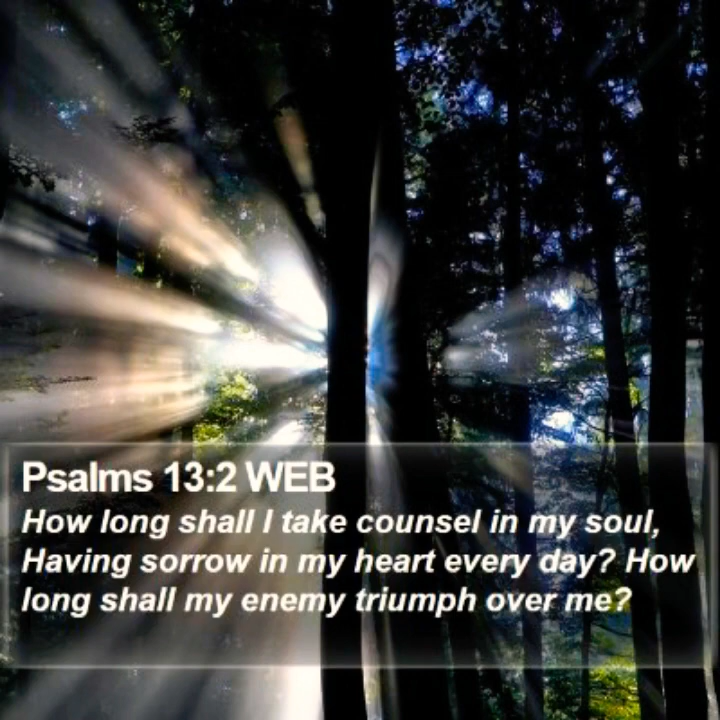 Psalms 13:2 WEB
How long shall I take counsel in my soul,
Having sorrow in my heart every day? How
long shall my enemy triumph over me?